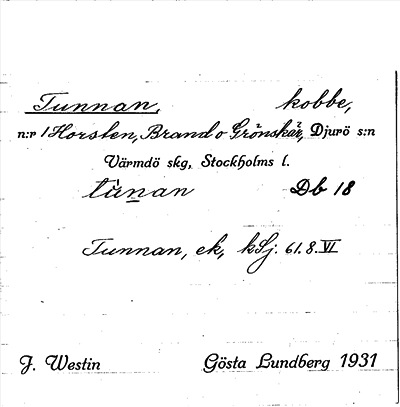 Tunnan, kobbe,
n:r 1 Horsten, Brand o Grönskär, Djurö s:n
Värmdö skg, Stockholms l.
tùnan Db 18
Tunnan, ek, kSj. 61.8.VI
J. Westin Gösta Lundberg 1931